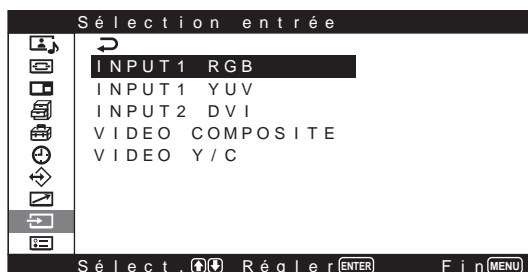 Sélection entrée
INPUT1 RGB
INPUT1 YUV
INPUT2 DVI
VIDEO COMPOSITE
VIDEO Y/C
Sélect. Régler ENTER Fin MENU